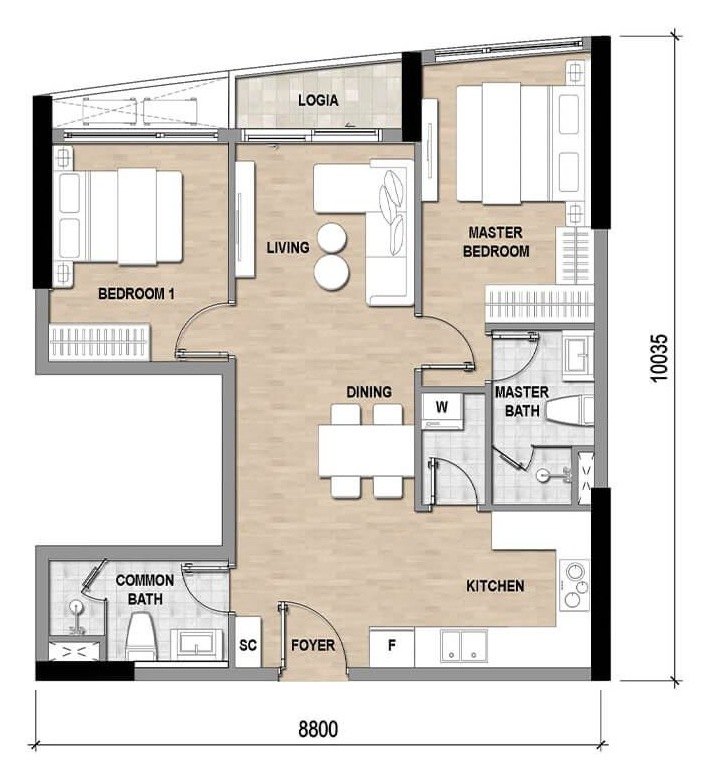 LOGIA
MASTER
BEDROOM
LIVING
BEDROOM 1
10035
DINING
MASTER
BATH
W
COMMON
BATH
KITCHEN
SC
FOYER
F
8800